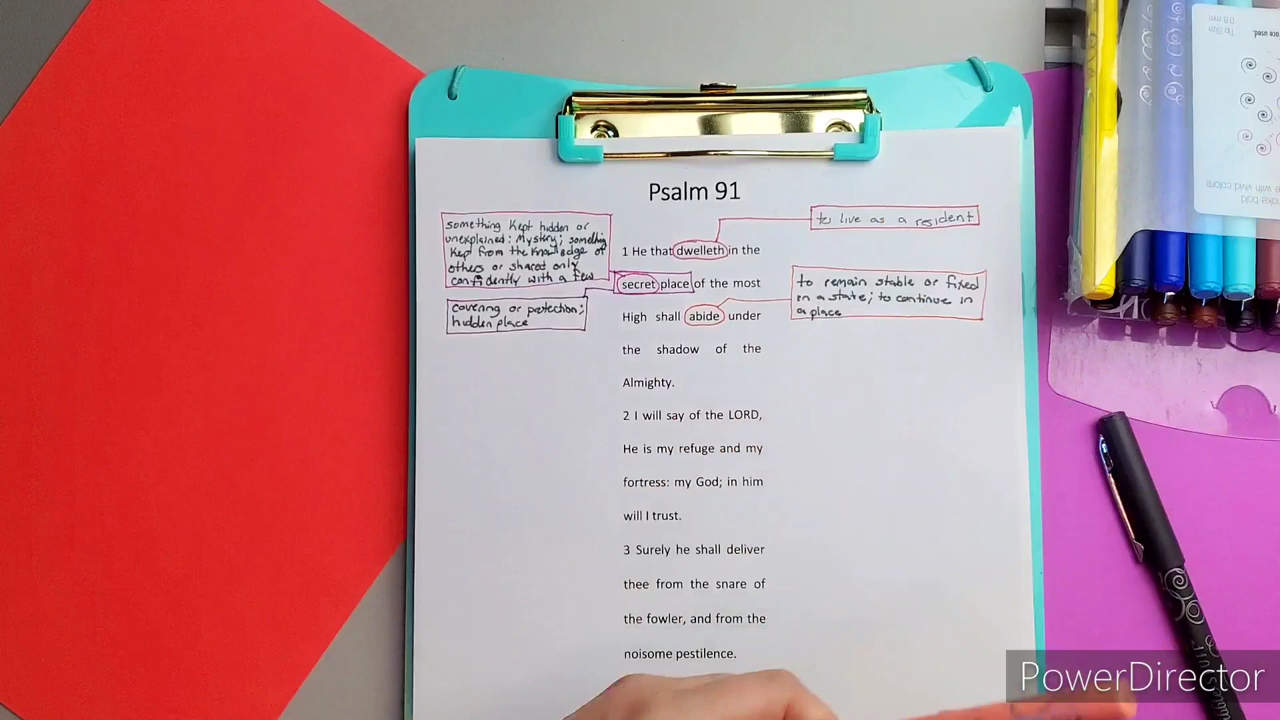 Psalm 91
something kept hidden or
unexplained: Mystery; something
kept from the knowledge of
others or shared only
confidently with a few
covering or protection;
hidden place
to live as a resident
to remain stable or fixed
in a state; to continue in
a place
1 He that dwelleth in the
secret place of the most
High shall abide under
the shadow of the
Almighty.
2 I will say of the LORD,
He is my refuge and my
fortress: my God; in him
will I trust.
3 Surely he shall deliver
thee from the snare of
the fowler, and from the
noisome pestilence.
Tip Size
0.8 mm
PowerDirector